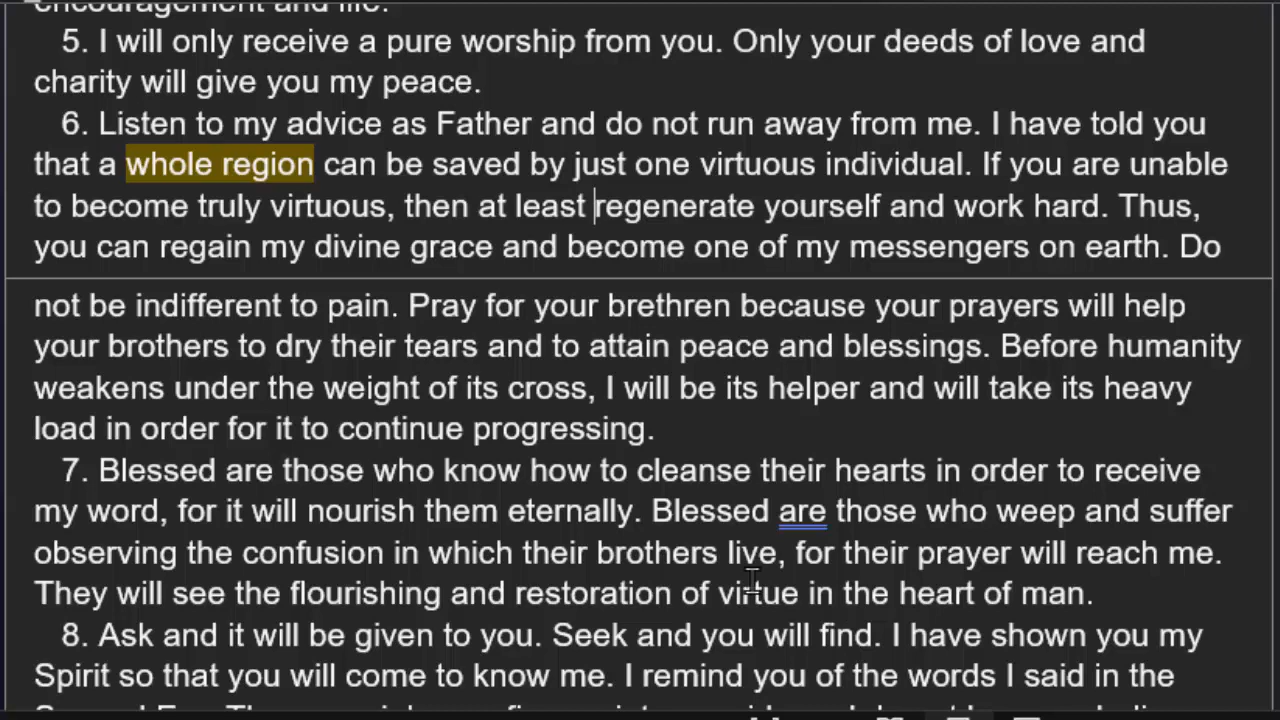 encouragement and life.
5. I will only receive a pure worship from you. Only your deeds of love and
charity will give you my peace.
6. Listen to my advice as Father and do not run away from me. I have told you
that a whole region can be saved by just one virtuous individual. If you are unable
to become truly virtuous, then at least regenerate yourself and work hard. Thus,
you can regain my divine grace and become one of my messengers on earth. Do
not be indifferent to pain. Pray for your brethren because your prayers will help
your brothers to dry their tears and to attain peace and blessings. Before humanity
weakens under the weight of its cross, I will be its helper and will take its heavy
load in order for it to continue progressing.
7. Blessed are those who know how to cleanse their hearts in order to receive
my word, for it will nourish them eternally. Blessed are those who weep and suffer
observing the confusion in which their brothers live, for their prayer will reach me.
They will see the flourishing and restoration of virtue in the heart of man.
8. Ask and it will be given to you. Seek and you will find. I have shown you my
Spirit so that you will come to know me. I remind you of the words I said in the